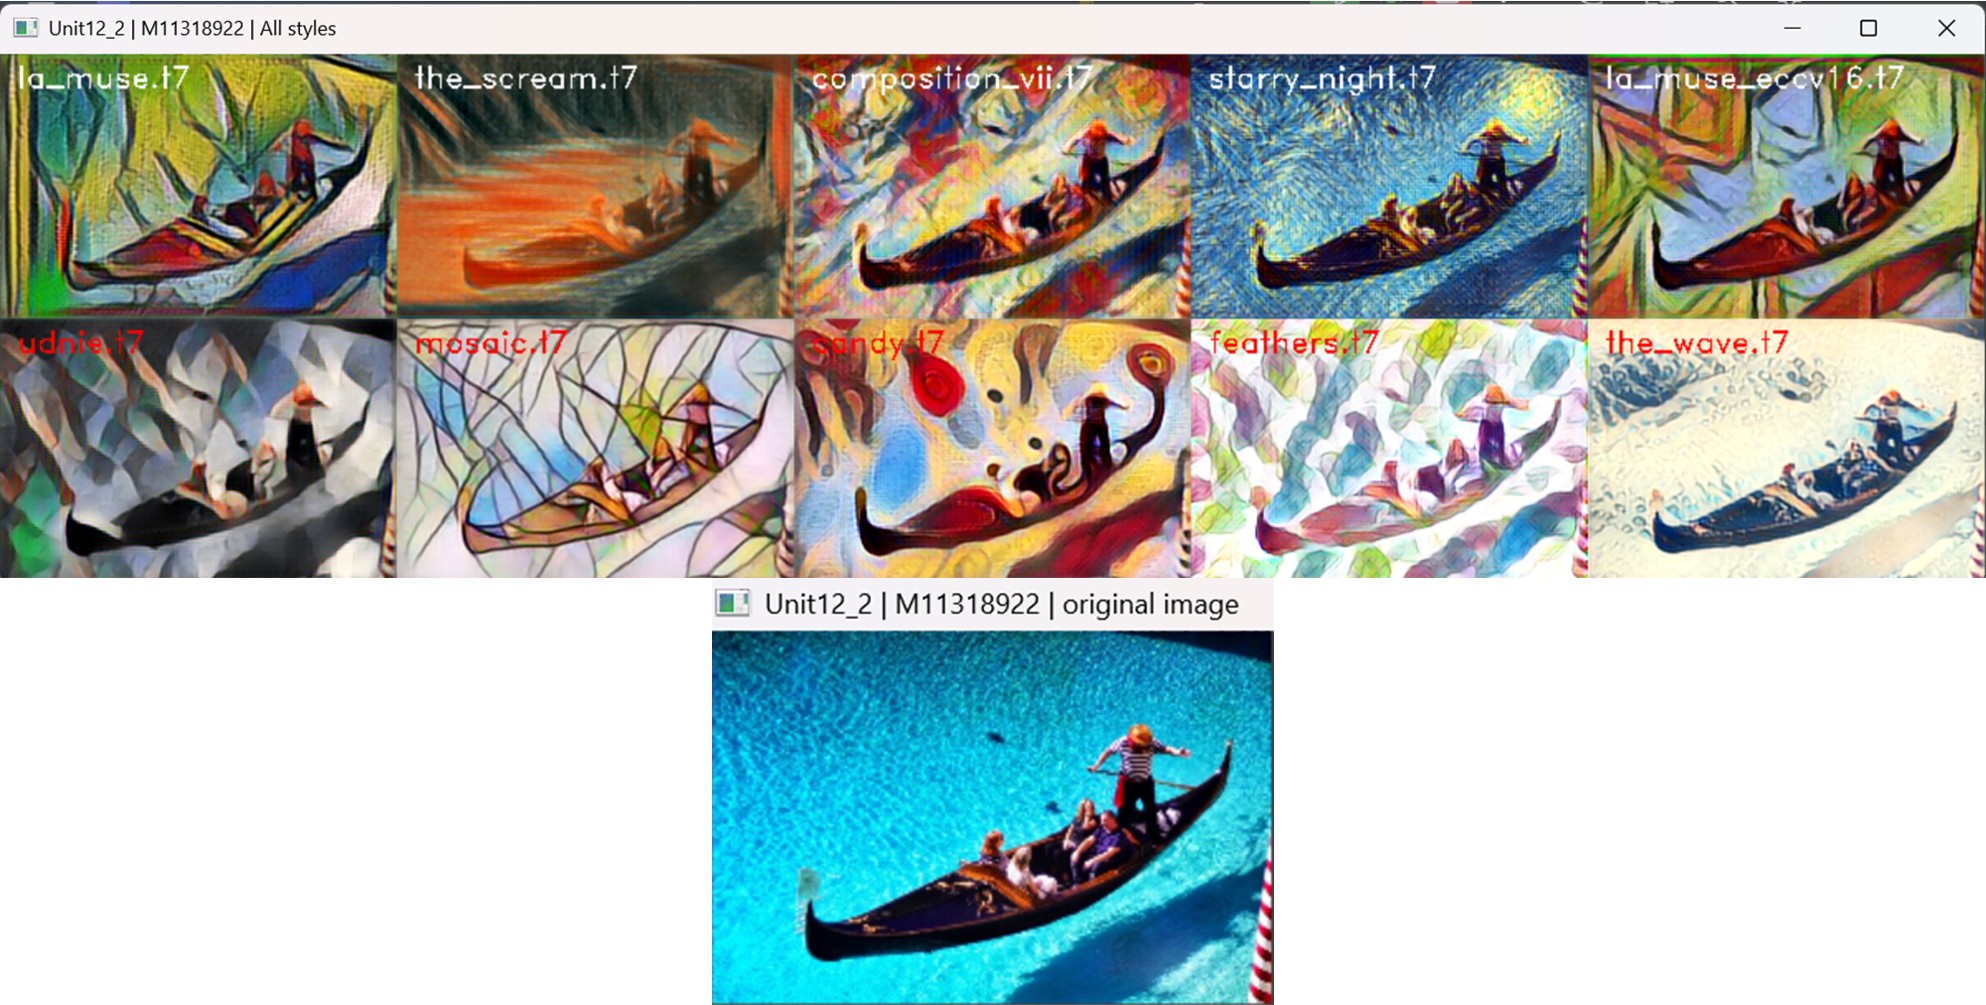 Unit12_2 | M11318922 | All styles
la_muse.t7
the_scream.t7
composition_vii.t7
starry_night.t7
la_muse_eccv16.t7
udnie.t7
mosaic.t7
candy.t7
feathers.t7
the_wave.t7
Unit12_2 | M11318922 | original image